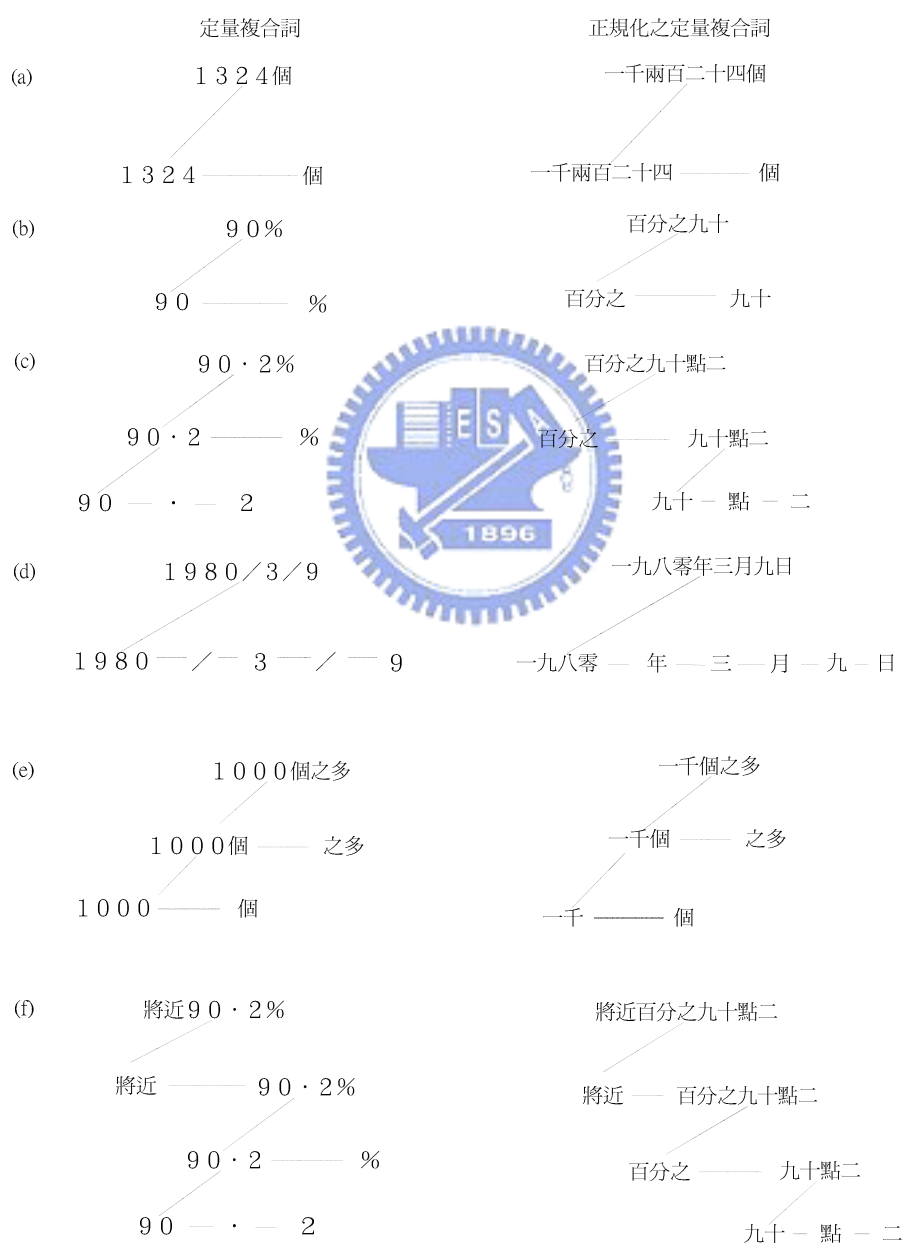 定量複合詞 正規化之定量複合詞
(a) 1324個 一千兩百二十四個
1324 個 一千兩百二十四 個
(b) 90% 百分之九十
90 % 百分之 九十
(c) 90．2% 百分之九十點二
90．2 % 百分之 九十點二
90 ． 2 九十 點 二
ES
1896
(d) 1980／3／9 一九八零年三月九日
1980 ／ 3 ／ 9 一九八零 年 三 月 九 日
(e) 1000個之多 一千個之多
1000個 之多 一千個 之多
1000 個 一千 個
(f) 將近90．2% 將近百分之九十點二
將近 90．2% 將近 百分之九十點二
90．2 % 百分之 九十點二
90 ． 2 九十 點 二